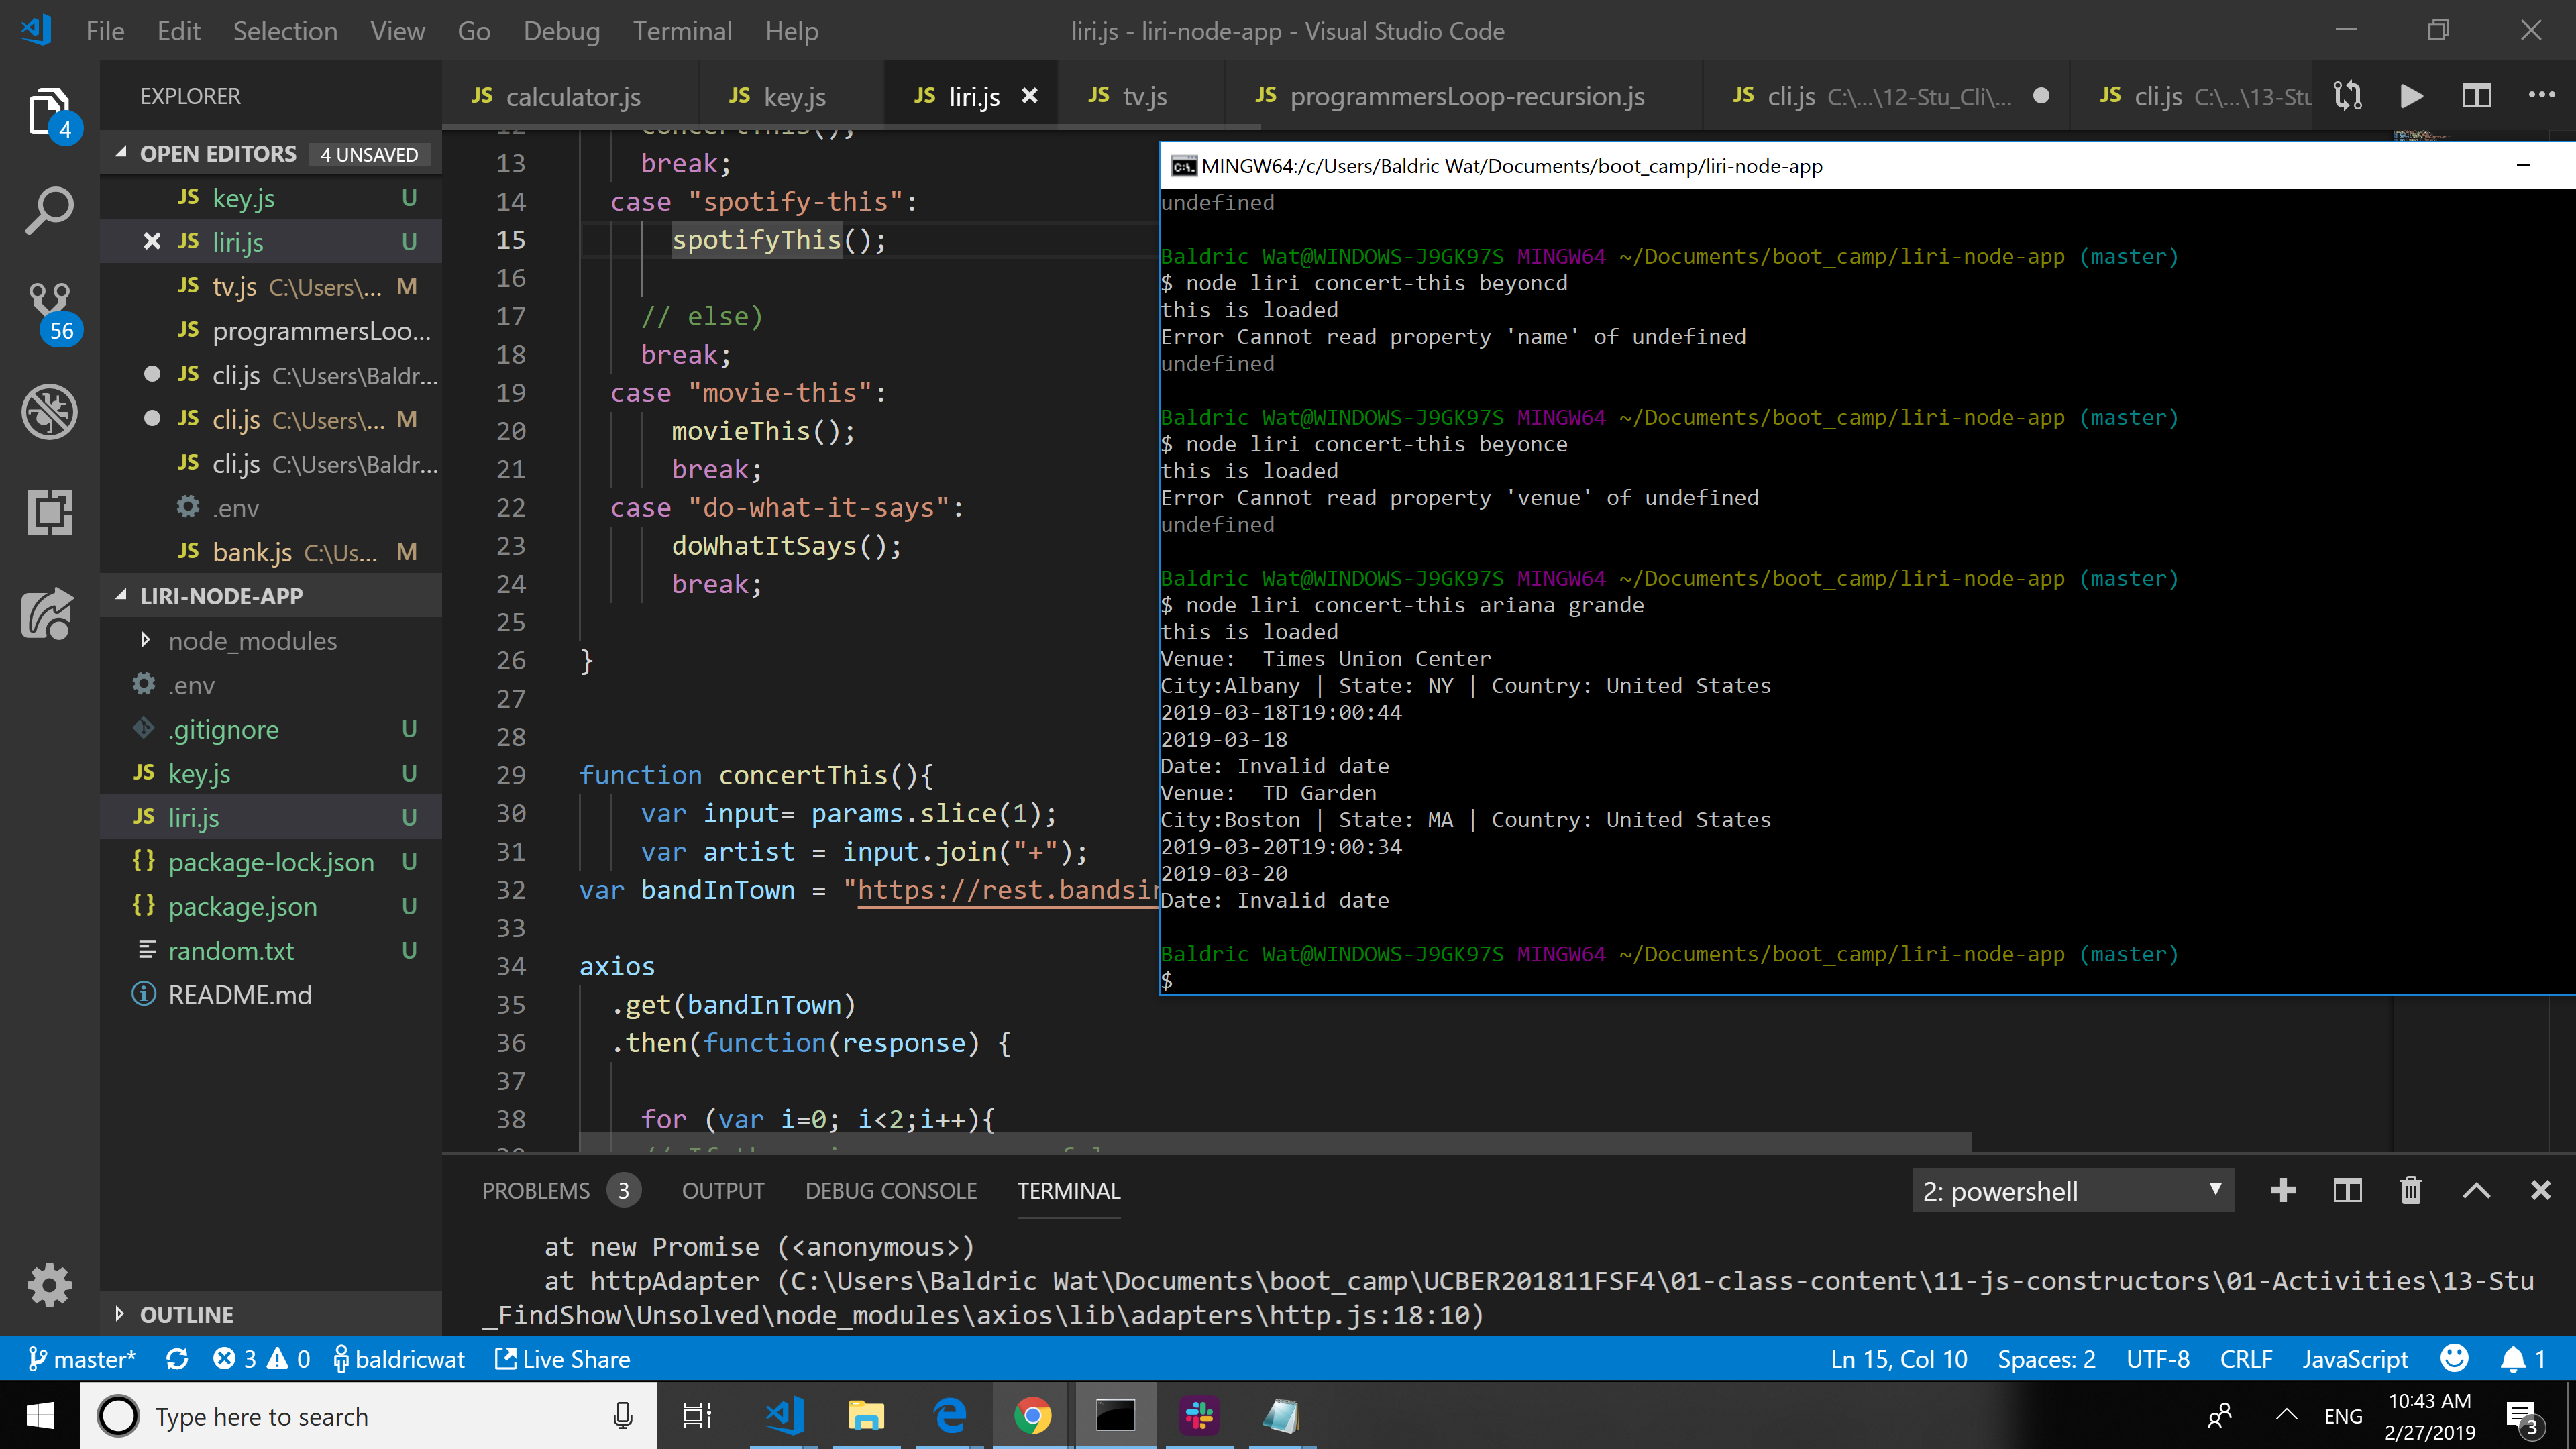 File Edit Selection View Go Debug Terminal Help
liri.js - liri-node-app - Visual Studio Code
EXPLORER
JS calculator.js
JS key.js
JS liri.js
JS tv.js
JS programmersLoop-recursion.js
JS cli.js C:\...\12-Stu_Cli\...
JS cli.js C:\...\13-Stu
4
56
OPEN EDITORS 4 UNSAVED
JS key.js U
JS liri.js U
JS tv.js C:\Users\... M
JS programmersLoo...
JS cli.js C:\Users\Baldr...
JS cli.js C:\Users\... M
JS cli.js C:\Users\Baldr...
.env
JS bank.js C:\Us... M
LIRI-NODE-APP
node_modules
.env
.gitignore U
JS key.js U
JS liri.js U
{} package-lock.json U
{} package.json U
random.txt U
README.md
OUTLINE
12 concertThis();
13 break;
14 case "spotify-this":
15 spotifyThis();
16
17 // else)
18 break;
19 case "movie-this":
20 movieThis();
21 break;
22 case "do-what-it-says":
23 doWhatItSays();
24 break;
25
26 }
27
28
29 function concertThis(){
30 var input= params.slice(1);
31 var artist = input.join("+");
32 var bandInTown = "https://rest.bandsin
33
34 axios
35 .get(bandInTown)
36 .then(function(response) {
37
38 for (var i=0; i<2;i++){
MINGW64:/c/Users/Baldric Wat/Documents/boot_camp/liri-node-app
undefined
Baldric Wat@WINDOWS-J9GK97S MINGW64 ~/Documents/boot_camp/liri-node-app (master)
$ node liri concert-this beyoncd
this is loaded
Error Cannot read property 'name' of undefined
undefined
Baldric Wat@WINDOWS-J9GK97S MINGW64 ~/Documents/boot_camp/liri-node-app (master)
$ node liri concert-this beyonce
this is loaded
Error Cannot read property 'venue' of undefined
undefined
Baldric Wat@WINDOWS-J9GK97S MINGW64 ~/Documents/boot_camp/liri-node-app (master)
$ node liri concert-this ariana grande
this is loaded
Venue:  Times Union Center
City:Albany | State: NY | Country: United States
2019-03-18T19:00:44
2019-03-18
Date: Invalid date
Venue:  TD Garden
City:Boston | State: MA | Country: United States
2019-03-20T19:00:34
2019-03-20
Date: Invalid date
Baldric Wat@WINDOWS-J9GK97S MINGW64 ~/Documents/boot_camp/liri-node-app (master)
$
PROBLEMS 3 OUTPUT DEBUG CONSOLE TERMINAL
2: powershell
at new Promise (<anonymous>)
at httpAdapter (C:\Users\Baldric Wat\Documents\boot_camp\UCBER201811FSF4\01-class-content\11-js-constructors\01-Activities\13-Stu
_FindShow\Unsolved\node_modules\axios\lib\adapters\http.js:18:10)
master* 3 0 baldricwat Live Share
Ln 15, Col 10 Spaces: 2 UTF-8 CRLF JavaScript 1
Type here to search
ENG
10:43 AM
2/27/2019
3